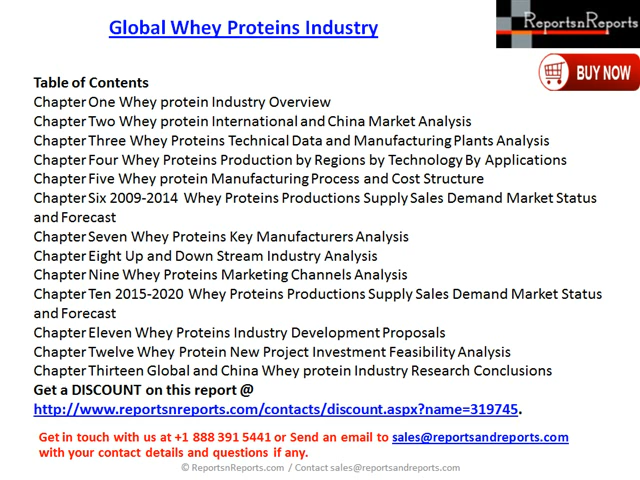 Global Whey Proteins Industry
ReportsnReports
BUY NOW
Table of Contents
Chapter One Whey protein Industry Overview
Chapter Two Whey protein International and China Market Analysis
Chapter Three Whey Proteins Technical Data and Manufacturing Plants Analysis
Chapter Four Whey Proteins Production by Regions by Technology By Applications
Chapter Five Whey protein Manufacturing Process and Cost Structure
Chapter Six 2009-2014 Whey Proteins Productions Supply Sales Demand Market Status
and Forecast
Chapter Seven Whey Proteins Key Manufacturers Analysis
Chapter Eight Up and Down Stream Industry Analysis
Chapter Nine Whey Proteins Marketing Channels Analysis
Chapter Ten 2015-2020 Whey Proteins Productions Supply Sales Demand Market Status
and Forecast
Chapter Eleven Whey Proteins Industry Development Proposals
Chapter Twelve Whey Protein New Project Investment Feasibility Analysis
Chapter Thirteen Global and China Whey protein Industry Research Conclusions
Get a DISCOUNT on this report @
http://www.reportsnreports.com/contacts/discount.aspx?name=319745.
Get in touch with us at +1 888 391 5441 or Send an email to sales@reportsandreports.com
with your contact details and questions if any.
© ReportsnReports.com / Contact sales@reportsandreports.com